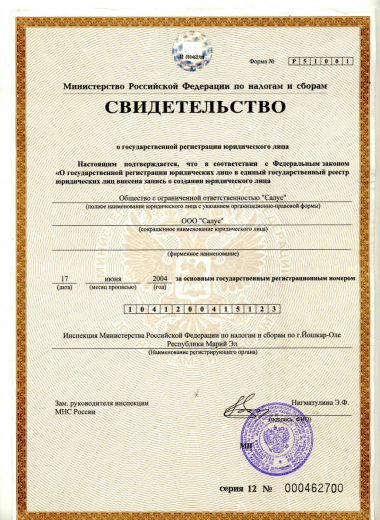 Форма № Р 5 1 0 0 1
Министерство Российской Федерации по налогам и сборам
СВИДЕТЕЛЬСТВО
о государственной регистрации юридического лица
Настоящим подтверждается, что в соответствии с Федеральным законом
«О государственной регистрации юридических лиц» в единый государственный реестр
юридических лиц внесена запись о создании юридического лица
Общество с ограниченной ответственностью "Салус"
(полное наименование юридического лица с указанием организационно-правовой формы)
ООО "Салус"
(сокращенное наименование юридического лица)
(фирменное наименование)
17 июня 2004 за основным государственным регистрационным номером
(дата) (месяц прописью) (год)
1 0 4 1 2 0 0 4 1 5 1 2 3
Инспекция Министерства Российской Федерации по налогам и сборам по г.Йошкар-Оле
Республики Марий Эл
(Наименование регистрирующего органа)
Зам. руководителя инспекции Нигматулина Э.Ф.
МНС России (подпись, ФИО)
МП
серия 12 № 000462700